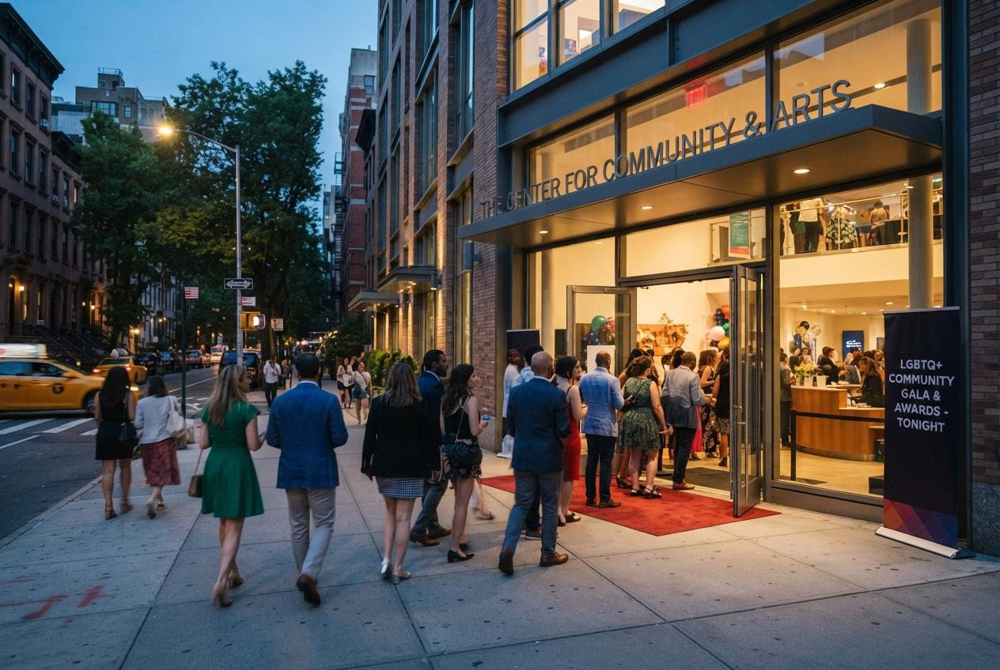 THE CENTER FOR COMMUNITY & ARTS
LGBTQ+
COMMUNITY
GALA &
AWARDS -
TONIGHT